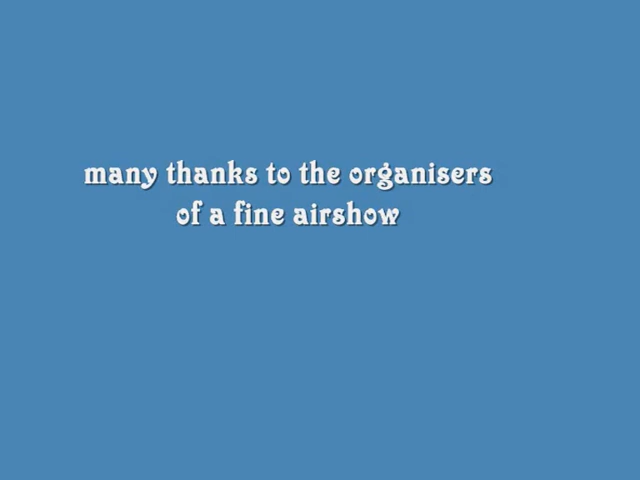 many thanks to the organisers
of a fine airshow